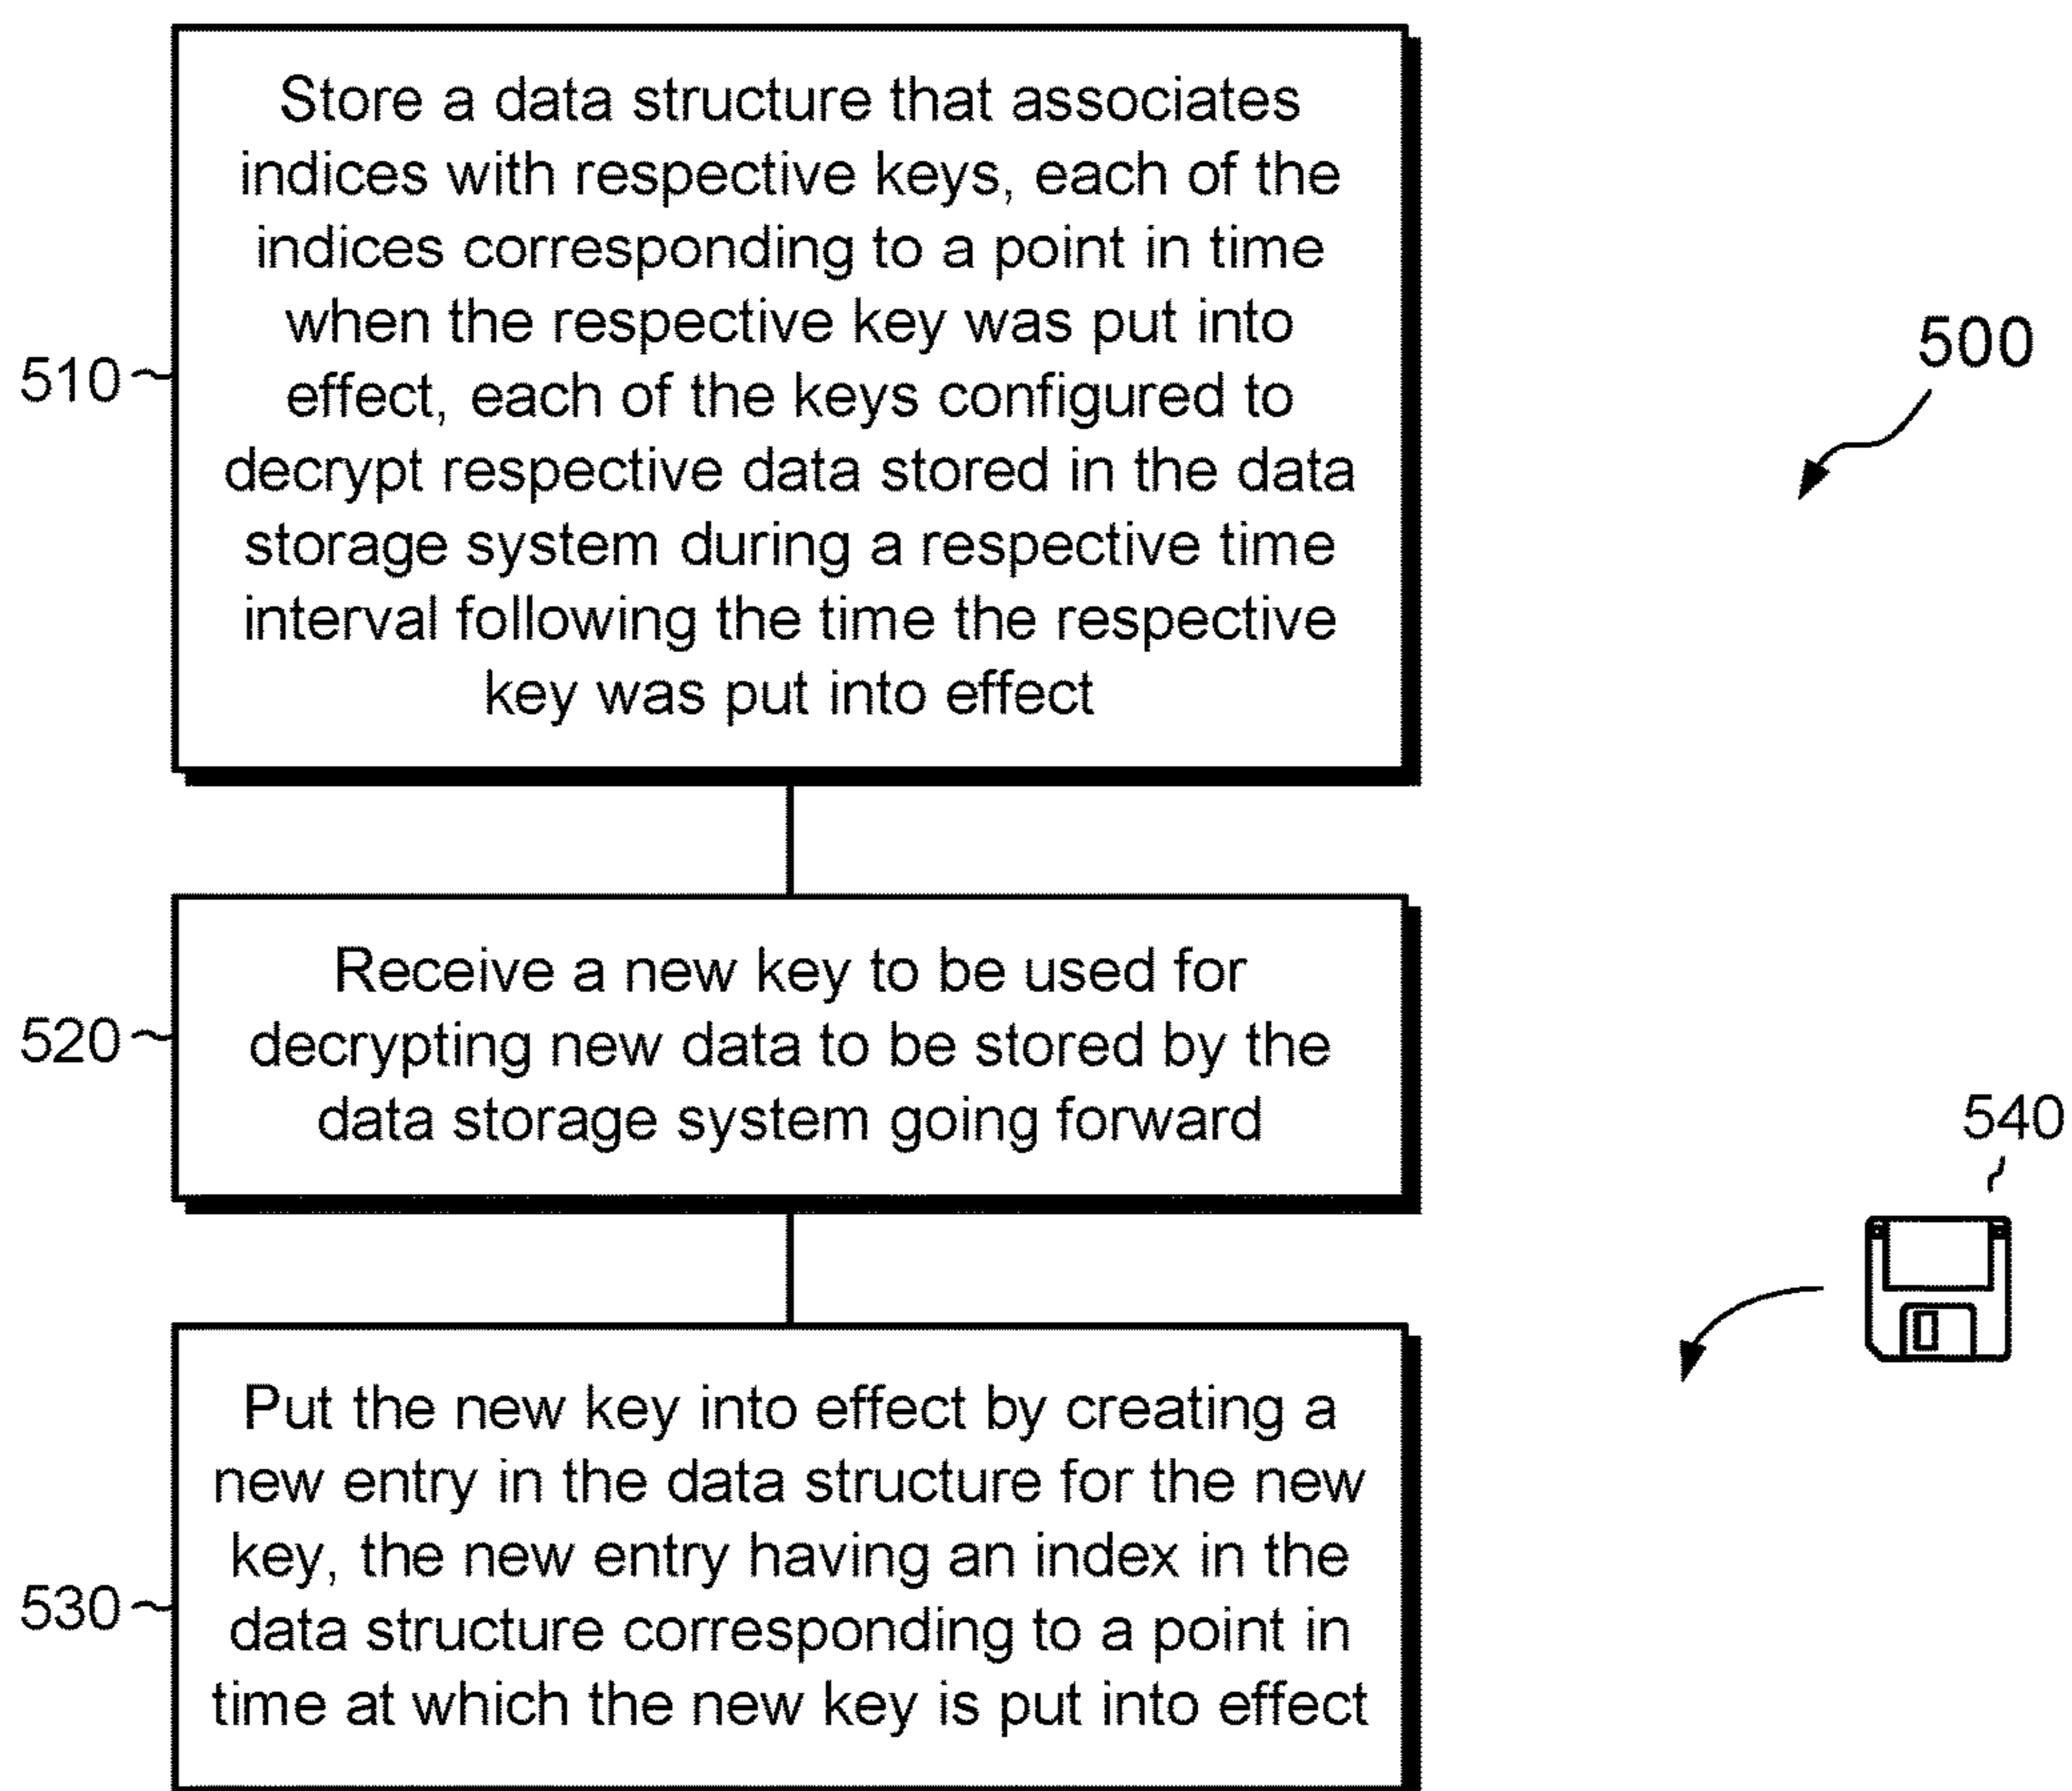 Store a data structure that associates
indices with respective keys, each of the
indices corresponding to a point in time
when the respective key was put into
effect, each of the keys configured to
decrypt respective data stored in the data
storage system during a respective time
interval following the time the respective
key was put into effect
510
500
Receive a new key to be used for
decrypting new data to be stored by the
data storage system going forward
520
540
Put the new key into effect by creating a
new entry in the data structure for the new
key, the new entry having an index in the
data structure corresponding to a point in
time at which the new key is put into effect
530